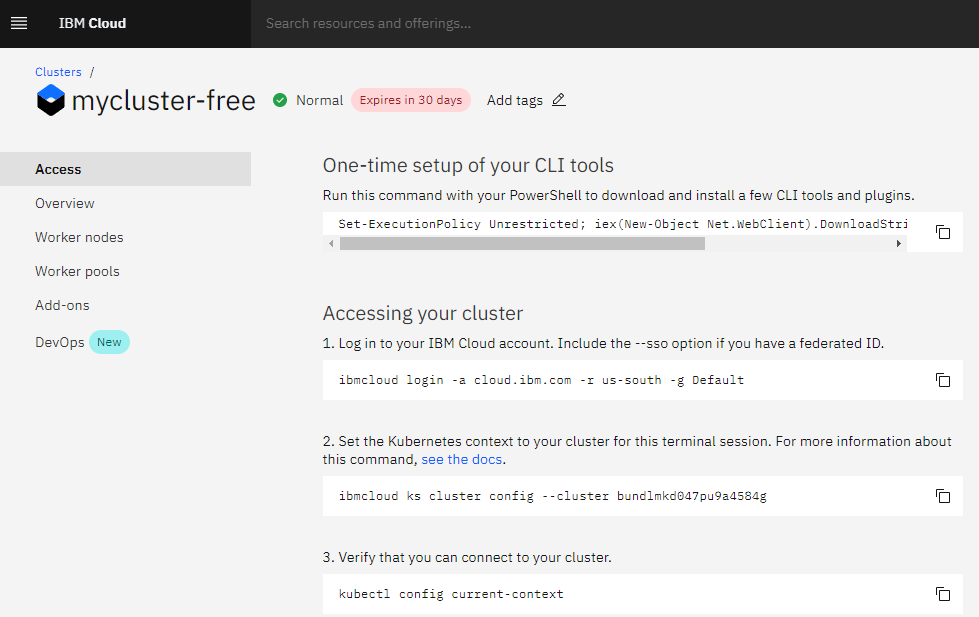 IBM Cloud
Search resources and offerings...
Clusters /
mycluster-free Normal Expires in 30 days Add tags
Access
Overview
Worker nodes
Worker pools
Add-ons
DevOps New
One-time setup of your CLI tools
Run this command with your PowerShell to download and install a few CLI tools and plugins.
Set-ExecutionPolicy Unrestricted; iex(New-Object Net.WebClient).DownloadStri
Accessing your cluster
1. Log in to your IBM Cloud account. Include the --sso option if you have a federated ID.
ibmcloud login -a cloud.ibm.com -r us-south -g Default
2. Set the Kubernetes context to your cluster for this terminal session. For more information about
this command, see the docs.
ibmcloud ks cluster config --cluster bundlmkd047pu9a4584g
3. Verify that you can connect to your cluster.
kubectl config current-context